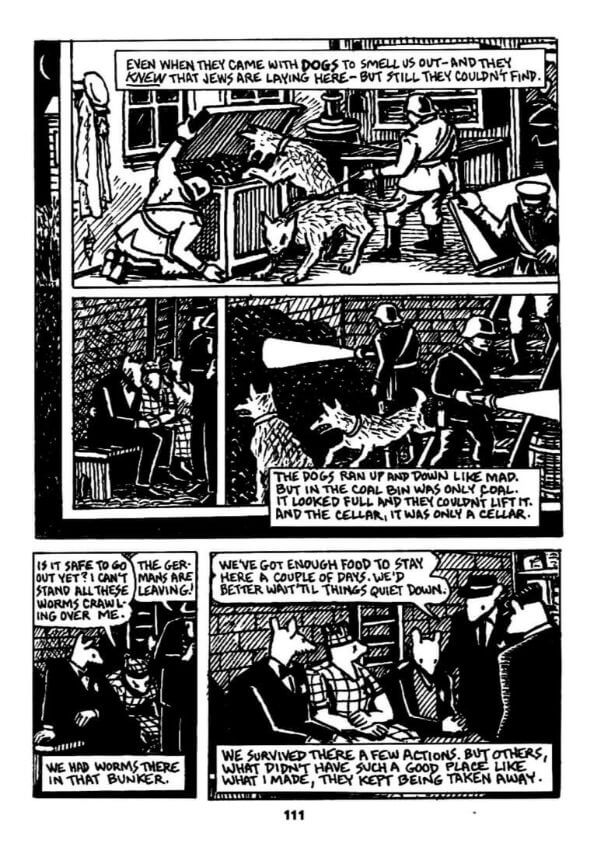 EVEN WHEN THEY CAME WITH DOGS TO SMELL US OUT-AND THEY
KNEW THAT JEWS ARE LAYING HERE-BUT STILL THEY COULDN'T FIND.
THE DOGS RAN UP AND DOWN LIKE MAD.
BUT IN THE COAL BIN WAS ONLY COAL.
IT LOOKED FULL AND THEY COULDN'T LIFT IT.
AND THE CELLAR, IT WAS ONLY A CELLAR.
IS IT SAFE TO GO
OUT YET? I CAN'T
STAND ALL THESE
WORMS CRAWL-
ING OVER ME.
THE GER-
MANS ARE
LEAVING!
WE HAD WORMS THERE
IN THAT BUNKER.
WE'VE GOT ENOUGH FOOD TO STAY
HERE A COUPLE OF DAYS. WE'D
BETTER WAIT 'TIL THINGS QUIET DOWN.
WE SURVIVED THERE A FEW ACTIONS. BUT OTHERS,
WHAT DIDN'T HAVE SUCH A GOOD PLACE LIKE
WHAT I MADE, THEY KEPT BEING TAKEN AWAY.
111